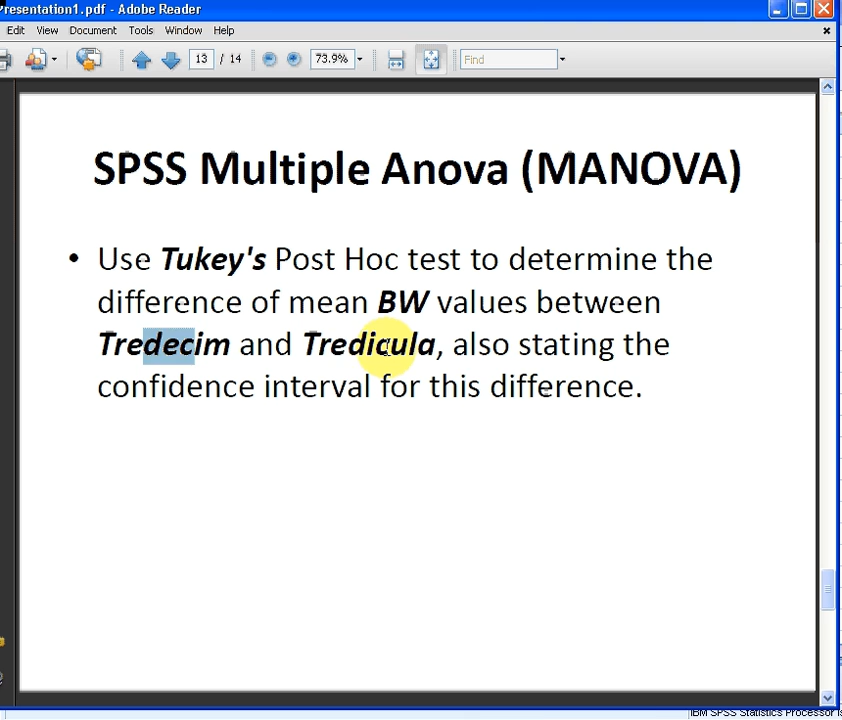 Presentation1.pdf - Adobe Reader
Edit View Document Tools Window Help
13 / 14 73.9% Find
SPSS Multiple Anova (MANOVA)
• Use Tukey's Post Hoc test to determine the
difference of mean BW values between
Tredecim and Tredicula, also stating the
confidence interval for this difference.
IBM SPSS Statistics Processor i